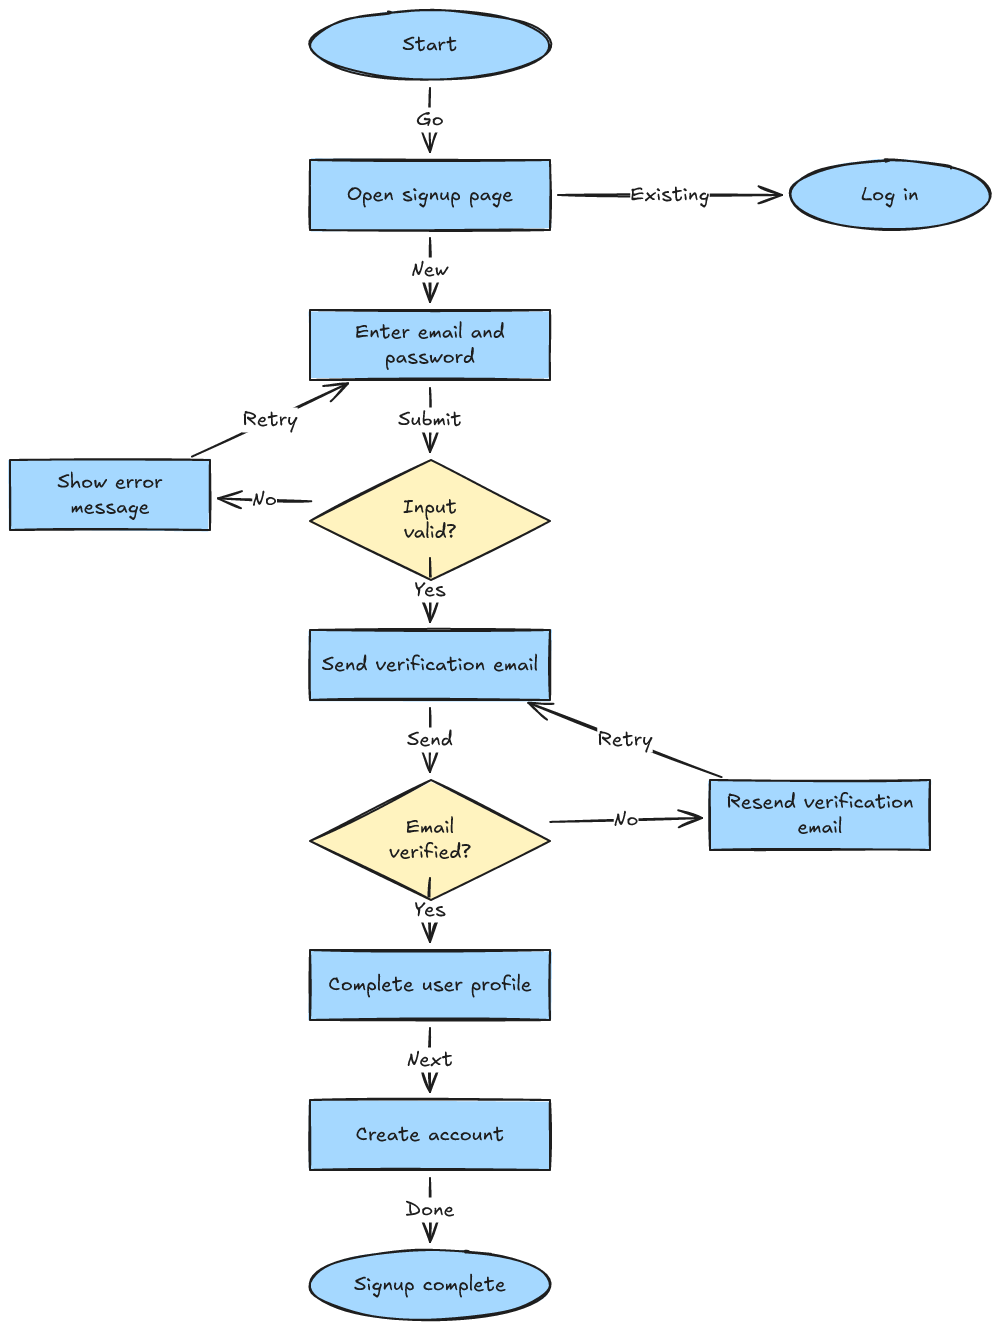 Start
Go
Open signup page
Existing
Log in
New
Enter email and
password
Retry
Submit
Show error
message
No
Input
valid?
Yes
Send verification email
Send
Retry
Resend verification
email
No
Email
verified?
Yes
Complete user profile
Next
Create account
Done
Signup complete